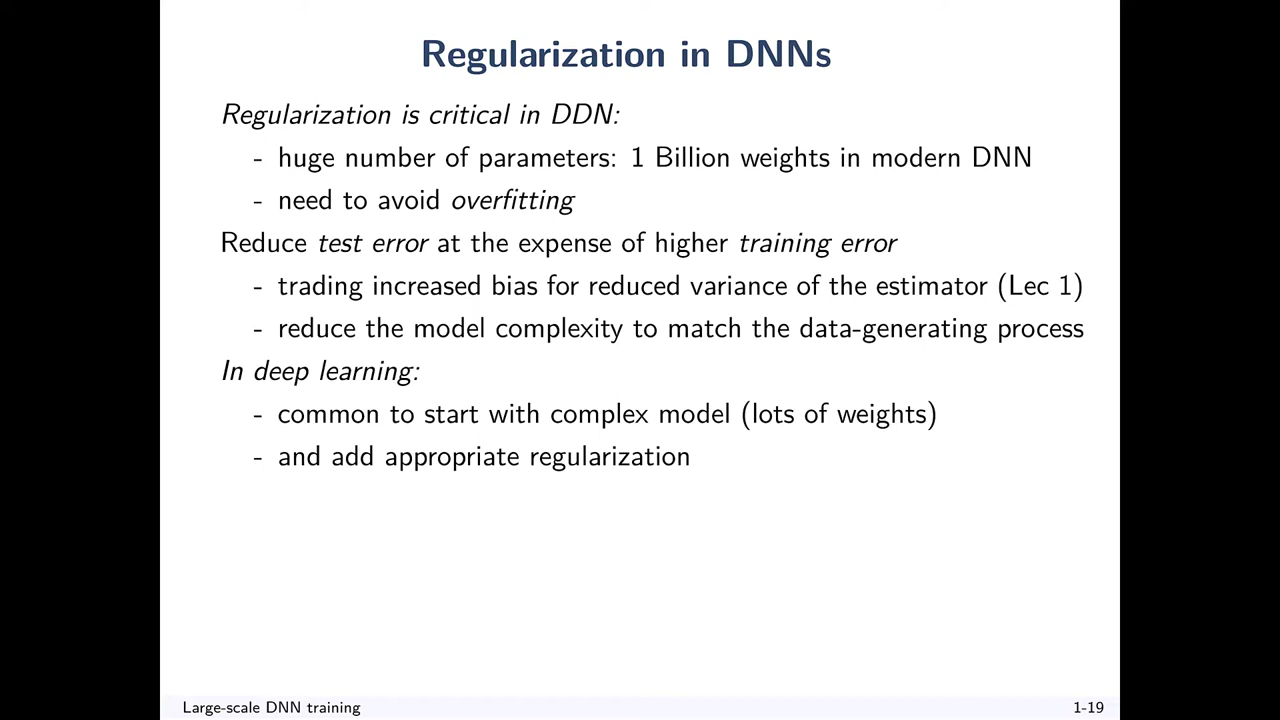 Regularization in DNNs
Regularization is critical in DDN:
- huge number of parameters: 1 Billion weights in modern DNN
- need to avoid overfitting
Reduce test error at the expense of higher training error
- trading increased bias for reduced variance of the estimator (Lec 1)
- reduce the model complexity to match the data-generating process
In deep learning:
- common to start with complex model (lots of weights)
- and add appropriate regularization
Large-scale DNN training
1-19